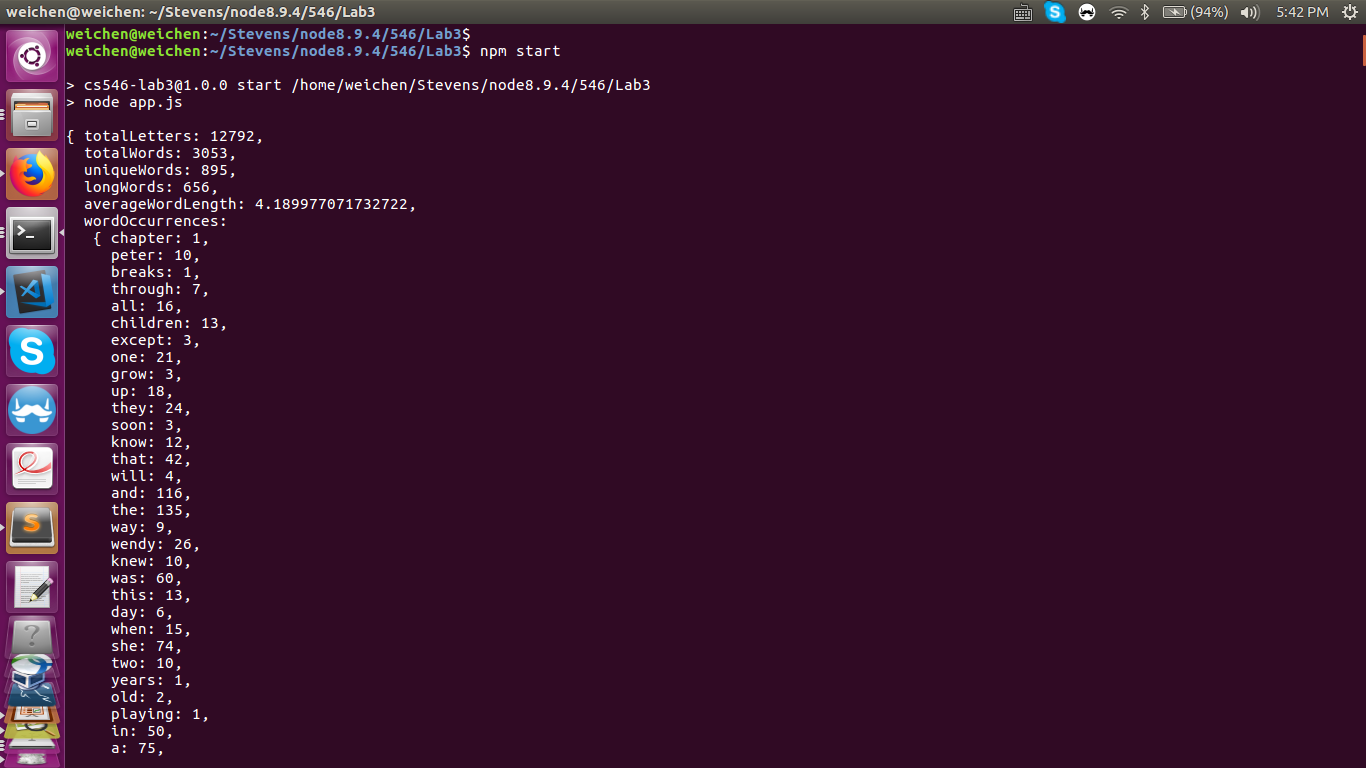 weichen@weichen: ~/Stevens/node8.9.4/546/Lab3
(94%)
5:42 PM
weichen@weichen:~/Stevens/node8.9.4/546/Lab3$
weichen@weichen:~/Stevens/node8.9.4/546/Lab3$ npm start
> cs546-lab3@1.0.0 start /home/weichen/Stevens/node8.9.4/546/Lab3
> node app.js
{ totalLetters: 12792,
  totalWords: 3053,
  uniqueWords: 895,
  longWords: 656,
  averageWordLength: 4.189977071732722,
  wordOccurrences:
   { chapter: 1,
     peter: 10,
     breaks: 1,
     through: 7,
     all: 16,
     children: 13,
     except: 3,
     one: 21,
     grow: 3,
     up: 18,
     they: 24,
     soon: 3,
     know: 12,
     that: 42,
     will: 4,
     and: 116,
     the: 135,
     way: 9,
     wendy: 26,
     knew: 10,
     was: 60,
     this: 13,
     day: 6,
     when: 15,
     she: 74,
     two: 10,
     years: 1,
     old: 2,
     playing: 1,
     in: 50,
     a: 75,